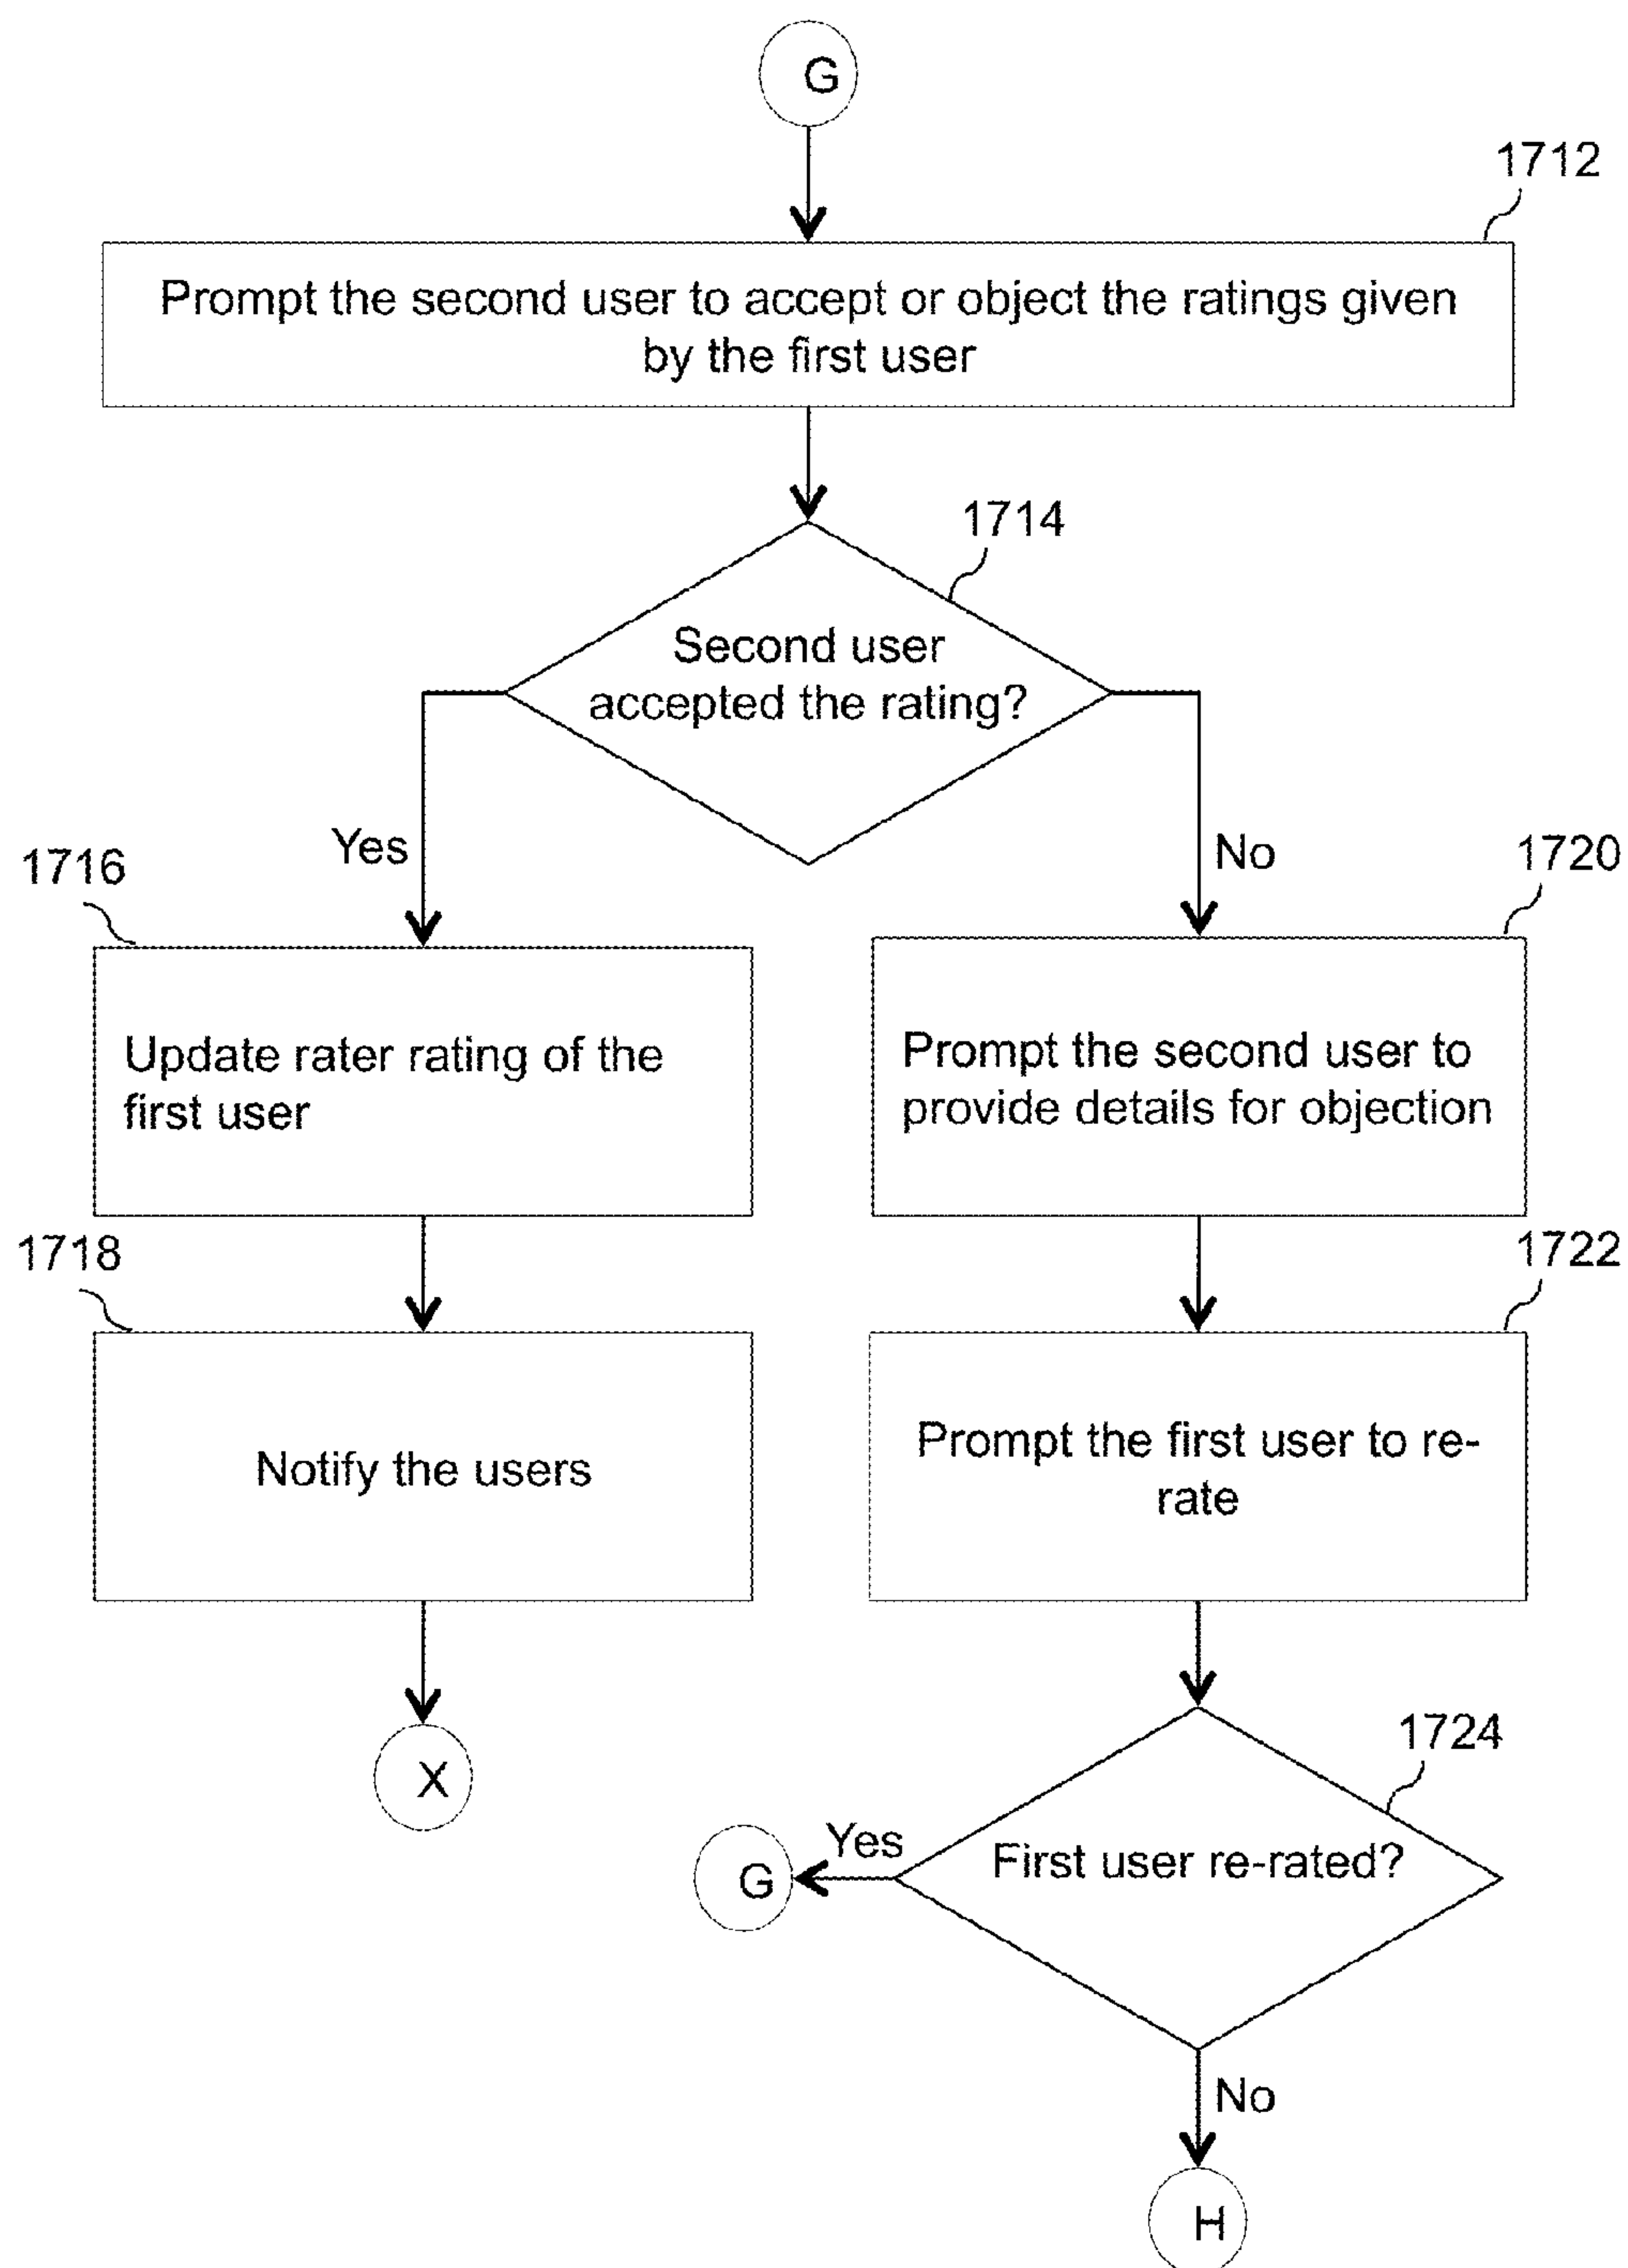 G
1712
Prompt the second user to accept or object the ratings given
by the first user
1714
Second user
accepted the rating?
Yes
No
1716
1720
Update rater rating of the
first user
Prompt the second user to
provide details for objection
1718
1722
Notify the users
Prompt the first user to re-
rate
X
1724
First user re-rated?
Yes
G
No
H